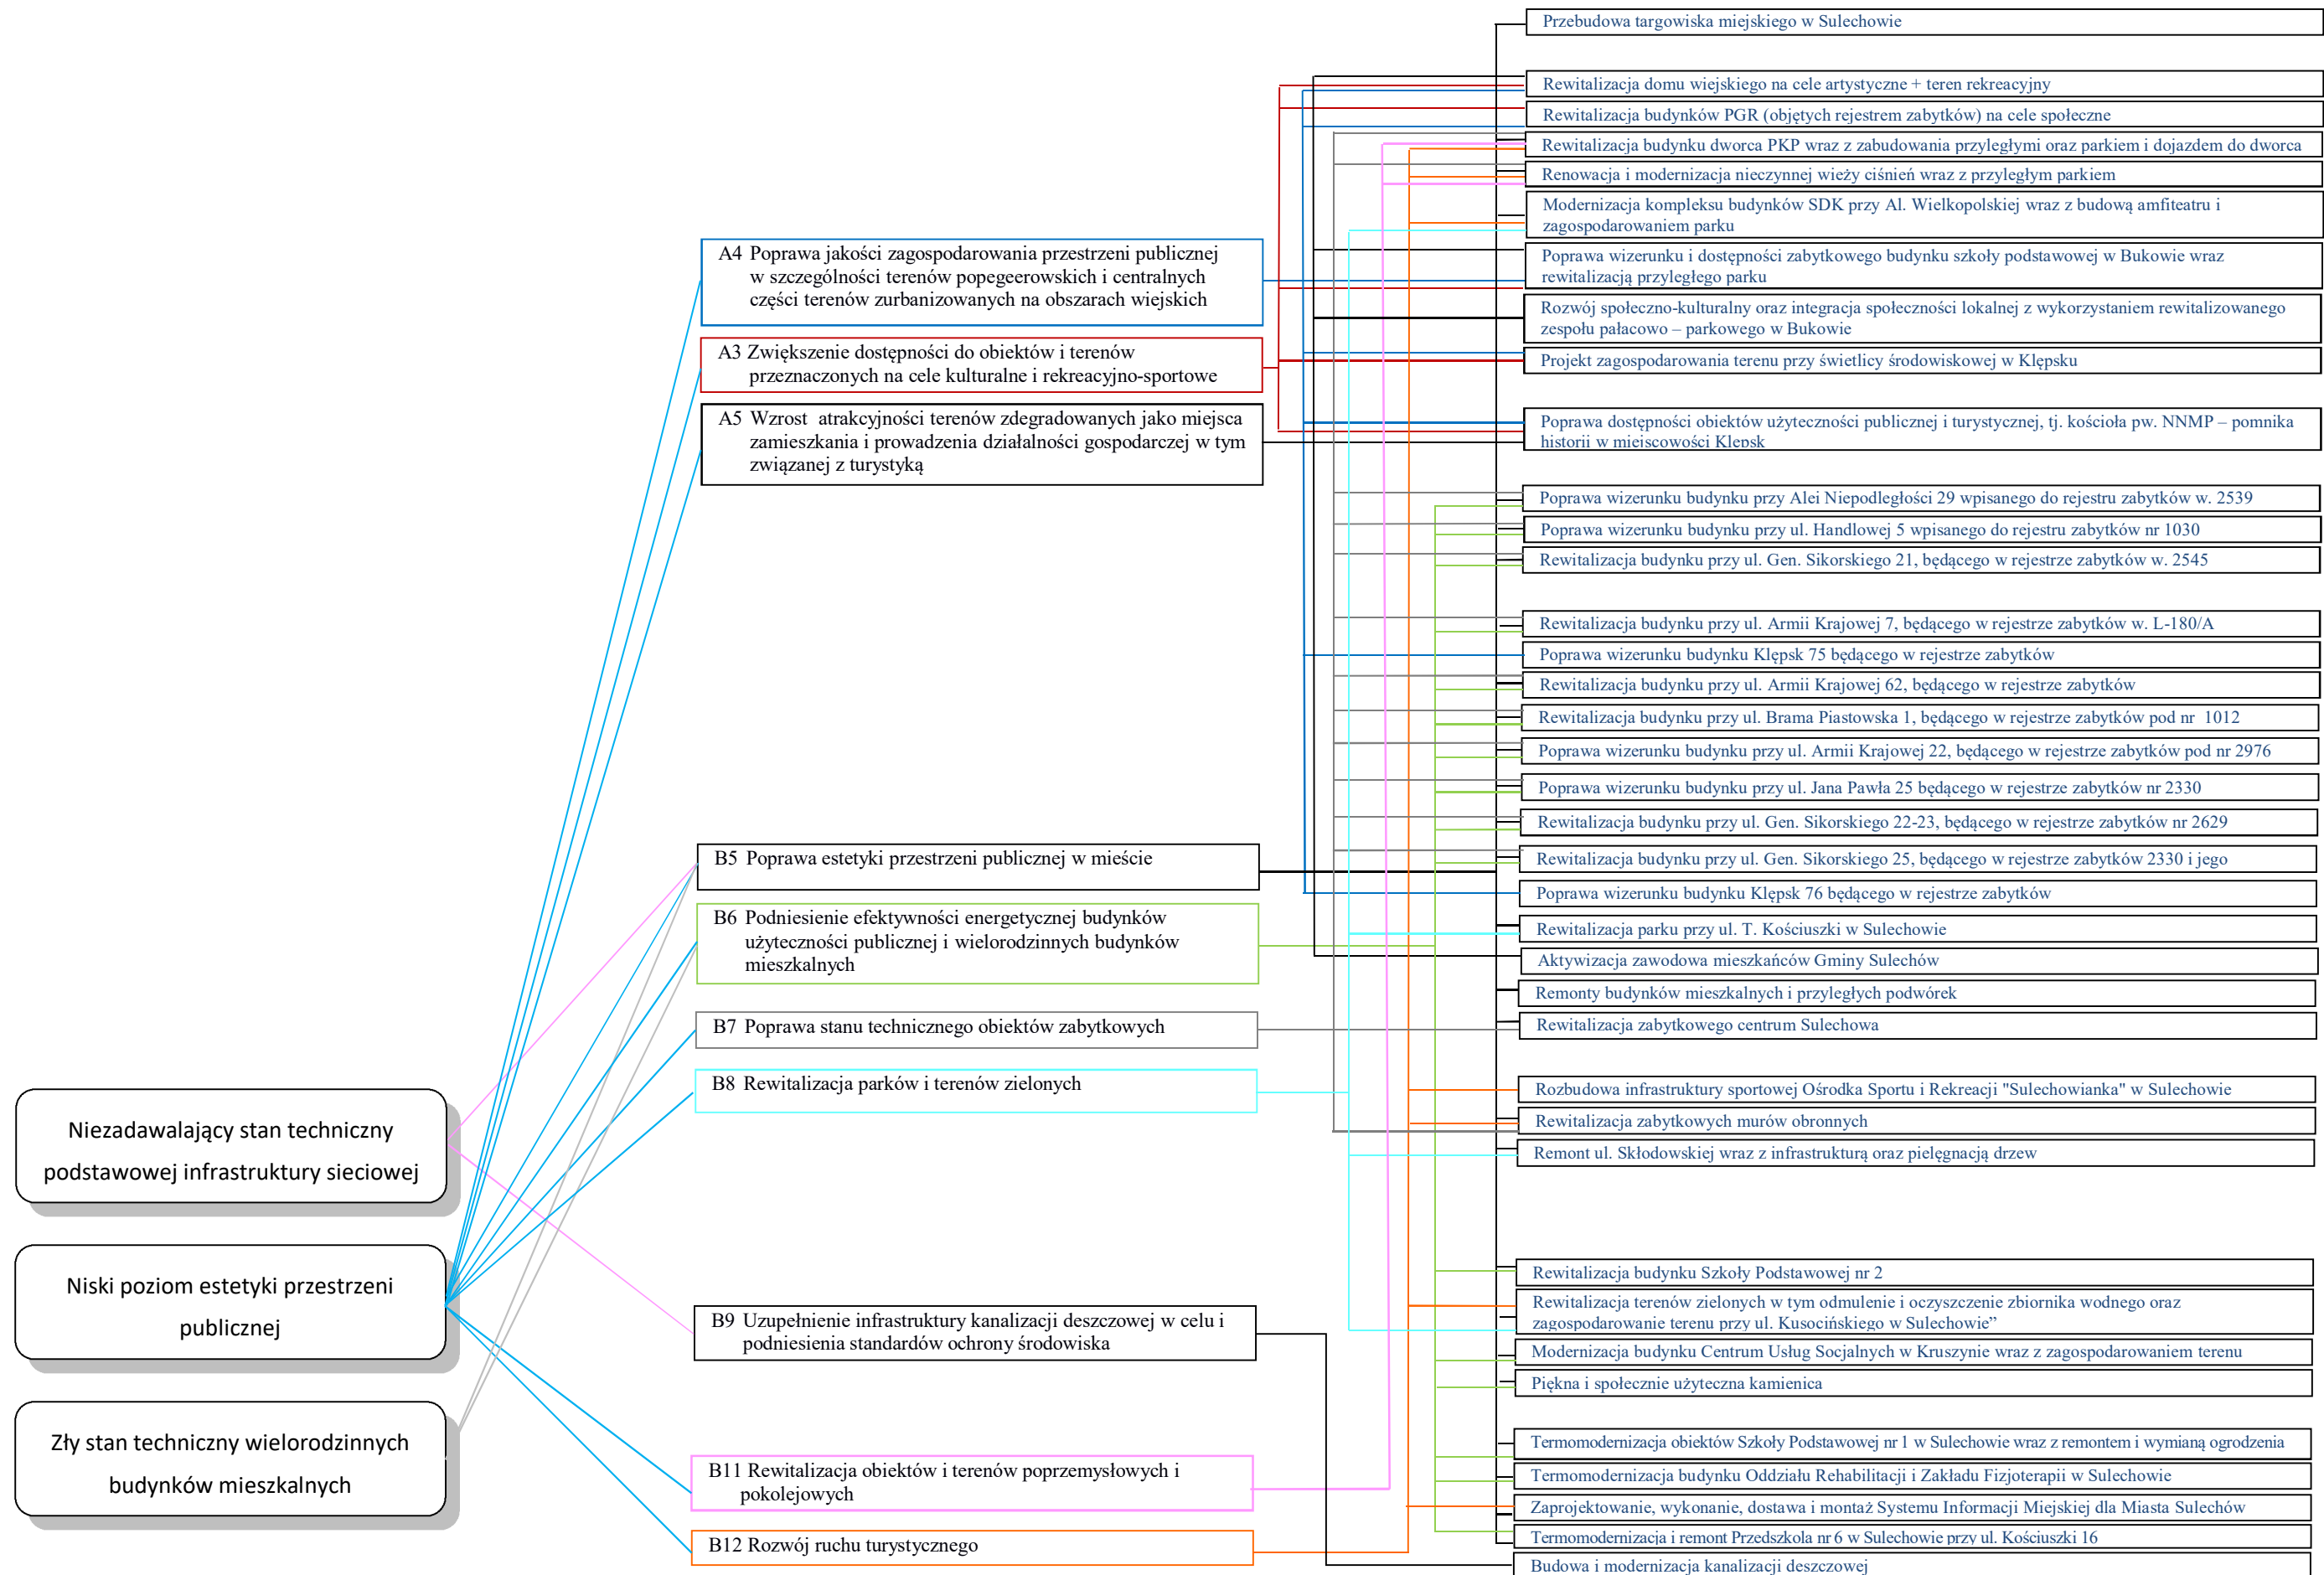 Niezadawalający stan techniczny
podstawowej infrastruktury sieciowej
Niski poziom estetyki przestrzeni
publicznej
Zły stan techniczny wielorodzinnych
budynków mieszkalnych
A4 Poprawa jakości zagospodarowania przestrzeni publicznej
w szczególności terenów popegeerowskich i centralnych
części terenów zurbanizowanych na obszarach wiejskich
A3 Zwiększenie dostępności do obiektów i terenów
przeznaczonych na cele kulturalne i rekreacyjno-sportowe
A5 Wzrost atrakcyjności terenów zdegradowanych jako miejsca
zamieszkania i prowadzenia działalności gospodarczej w tym
związanej z turystyką
B5 Poprawa estetyki przestrzeni publicznej w mieście
B6 Podniesienie efektywności energetycznej budynków
użyteczności publicznej i wielorodzinnych budynków
mieszkalnych
B7 Poprawa stanu technicznego obiektów zabytkowych
B8 Rewitalizacja parków i terenów zielonych
B9 Uzupełnienie infrastruktury kanalizacji deszczowej w celu i
podniesienia standardów ochrony środowiska
B11 Rewitalizacja obiektów i terenów poprzemysłowych i
pokolejowych
B12 Rozwój ruchu turystycznego
Przebudowa targowiska miejskiego w Sulechowie
Rewitalizacja domu wiejskiego na cele artystyczne + teren rekreacyjny
Rewitalizacja budynków PGR (objętych rejestrem zabytków) na cele społeczne
Rewitalizacja budynku dworca PKP wraz z zabudowania przyległymi oraz parkiem i dojazdem do dworca
Renowacja i modernizacja nieczynnej wieży ciśnień wraz z przyległym parkiem
Modernizacja kompleksu budynków SDK przy Al. Wielkopolskiej wraz z budową amfiteatru i
zagospodarowaniem parku
Poprawa wizerunku i dostępności zabytkowego budynku szkoły podstawowej w Bukowie wraz
rewitalizacją przyległego parku
Rozwój społeczno-kulturalny oraz integracja społeczności lokalnej z wykorzystaniem rewitalizowanego
zespołu pałacowo – parkowego w Bukowie
Projekt zagospodarowania terenu przy świetlicy środowiskowej w Klępsku
Poprawa dostępności obiektów użyteczności publicznej i turystycznej, tj. kościoła pw. NNMP – pomnika
historii w miejscowości Klępsk
Poprawa wizerunku budynku przy Alei Niepodległości 29 wpisanego do rejestru zabytków w. 2539
Poprawa wizerunku budynku przy ul. Handlowej 5 wpisanego do rejestru zabytków nr 1030
Rewitalizacja budynku przy ul. Gen. Sikorskiego 21, będącego w rejestrze zabytków w. 2545
Rewitalizacja budynku przy ul. Armii Krajowej 7, będącego w rejestrze zabytków w. L-180/A
Poprawa wizerunku budynku Klępsk 75 będącego w rejestrze zabytków
Rewitalizacja budynku przy ul. Armii Krajowej 62, będącego w rejestrze zabytków
Rewitalizacja budynku przy ul. Brama Piastowska 1, będącego w rejestrze zabytków pod nr 1012
Poprawa wizerunku budynku przy ul. Armii Krajowej 22, będącego w rejestrze zabytków pod nr 2976
Poprawa wizerunku budynku przy ul. Jana Pawła 25 będącego w rejestrze zabytków nr 2330
Rewitalizacja budynku przy ul. Gen. Sikorskiego 22-23, będącego w rejestrze zabytków nr 2629
Rewitalizacja budynku przy ul. Gen. Sikorskiego 25, będącego w rejestrze zabytków 2330 i jego
Poprawa wizerunku budynku Klępsk 76 będącego w rejestrze zabytków
Rewitalizacja parku przy ul. T. Kościuszki w Sulechowie
Aktywizacja zawodowa mieszkańców Gminy Sulechów
Remonty budynków mieszkalnych i przyległych podwórek
Rewitalizacja zabytkowego centrum Sulechowa
Rozbudowa infrastruktury sportowej Ośrodka Sportu i Rekreacji "Sulechowianka" w Sulechowie
Rewitalizacja zabytkowych murów obronnych
Remont ul. Skłodowskiej wraz z infrastrukturą oraz pielęgnacją drzew
Rewitalizacja budynku Szkoły Podstawowej nr 2
Rewitalizacja terenów zielonych w tym odmulenie i oczyszczenie zbiornika wodnego oraz
zagospodarowanie terenu przy ul. Kusocińskiego w Sulechowie”
Modernizacja budynku Centrum Usług Socjalnych w Kruszynie wraz z zagospodarowaniem terenu
Piękna i społecznie użyteczna kamienica
Termomodernizacja obiektów Szkoły Podstawowej nr 1 w Sulechowie wraz z remontem i wymianą ogrodzenia
Termomodernizacja budynku Oddziału Rehabilitacji i Zakładu Fizjoterapii w Sulechowie
Zaprojektowanie, wykonanie, dostawa i montaż Systemu Informacji Miejskiej dla Miasta Sulechów
Termomodernizacja i remont Przedszkola nr 6 w Sulechowie przy ul. Kościuszki 16
Budowa i modernizacja kanalizacji deszczowej